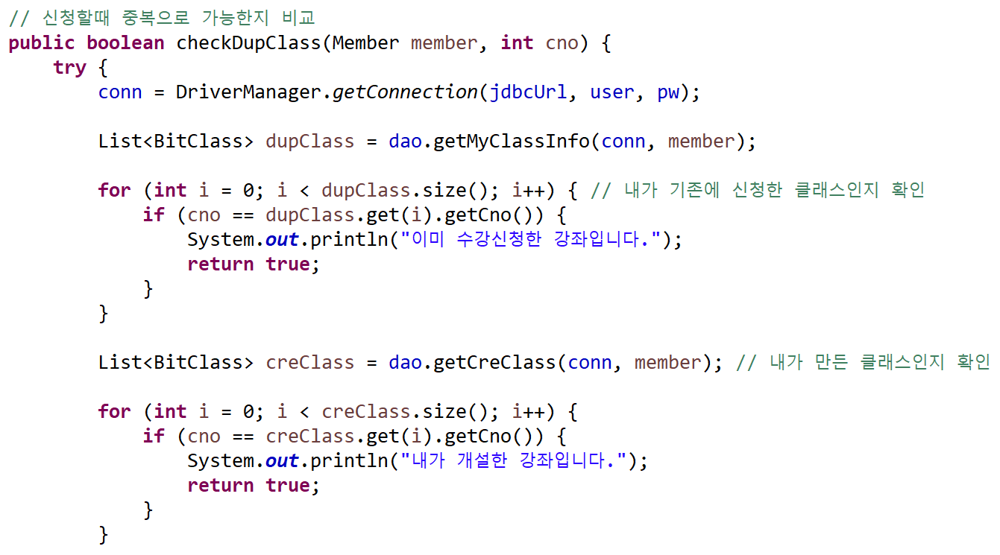 // 신청할때 중복으로 가능한지 비교
public boolean checkDupClass(Member member, int cno) {
try {
conn = DriverManager.getConnection(jdbcUrl, user, pw);
List<BitClass> dupClass = dao.getMyClassInfo(conn, member);
for (int i = 0; i < dupClass.size(); i++) { // 내가 기존에 신청한 클래스인지 확인
if (cno == dupClass.get(i).getCno()) {
System.out.println("이미 수강신청한 강좌입니다.");
return true;
}
}
List<BitClass> creClass = dao.getCreClass(conn, member); // 내가 만든 클래스인지 확인
for (int i = 0; i < creClass.size(); i++) {
if (cno == creClass.get(i).getCno()) {
System.out.println("내가 개설한 강좌입니다.");
return true;
}
}